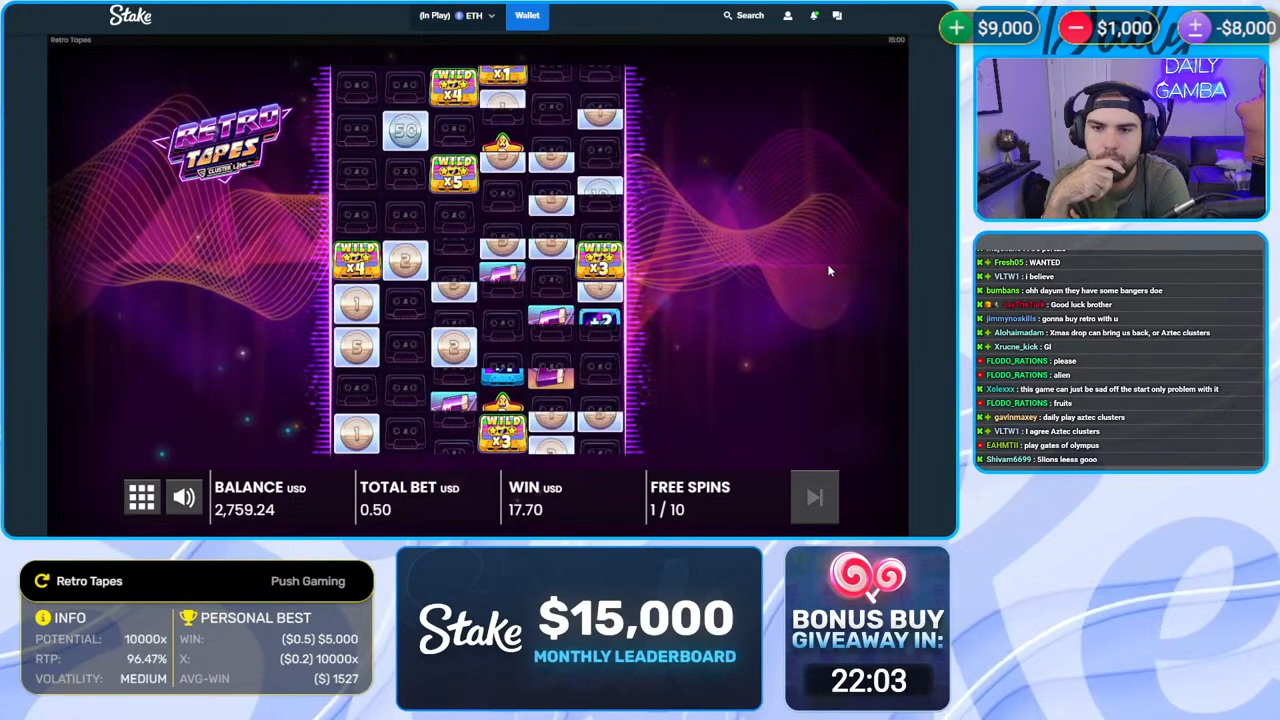 Stake
(In Play) ETH
Wallet
Search
$9,000
$1,000
-$8,000
Retro Tapes
15:00
DAILY
GAMBA
RETRO
TAPES
CLUSTER LINK
WILD
x4
x1
50
WILD
x5
WILD
x4
2
WILD
x3
1
+2
5
2
1
WILD
x3
BALANCE USD
2,759.24
TOTAL BET USD
0.50
WIN USD
17.70
FREE SPINS
1 / 10
Fresh05 : WANTED
VLTW1 : i believe
bumbans : ohh dayum they have some bangers doe
: Good luck brother
jimmynoskills : gonna buy retro with u
Alohaimadam : Xmas drop can bring us back, or Aztec clusters
Xrucne_kick : Gl
FLODO_RATIONS : please
FLODO_RATIONS : alien
Xolexxx : this game can just be sad off the start only problem with it
FLODO_RATIONS : fruits
gavinmaxey : daily play aztec clusters
VLTW1 : I agree Aztec clusters
EAHMTII : play gates of olympus
Shivam6699 : 5lions leess gooo
Retro Tapes
Push Gaming
INFO
POTENTIAL: 10000x
RTP: 96.47%
VOLATILITY: MEDIUM
PERSONAL BEST
WIN: ($0.5) $5,000
X: ($0.2) 10000x
AVG-WIN ($) 1527
Stake
$15,000
MONTHLY LEADERBOARD
BONUS BUY
GIVEAWAY IN:
22:03